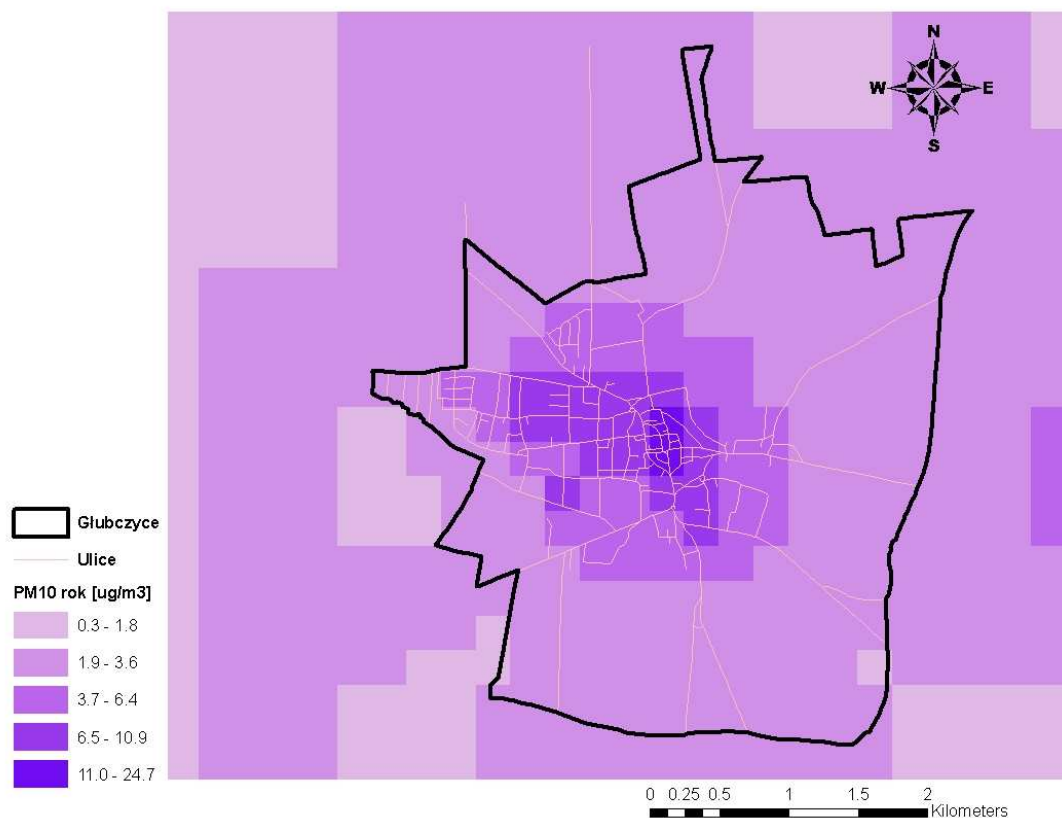 N
W E
S
Głubczyce
Ulice
PM10 rok [ug/m3]
0.3 - 1.8
1.9 - 3.6
3.7 - 6.4
6.5 - 10.9
11.0 - 24.7
0 0.25 0.5 1 1.5 2
Kilometers